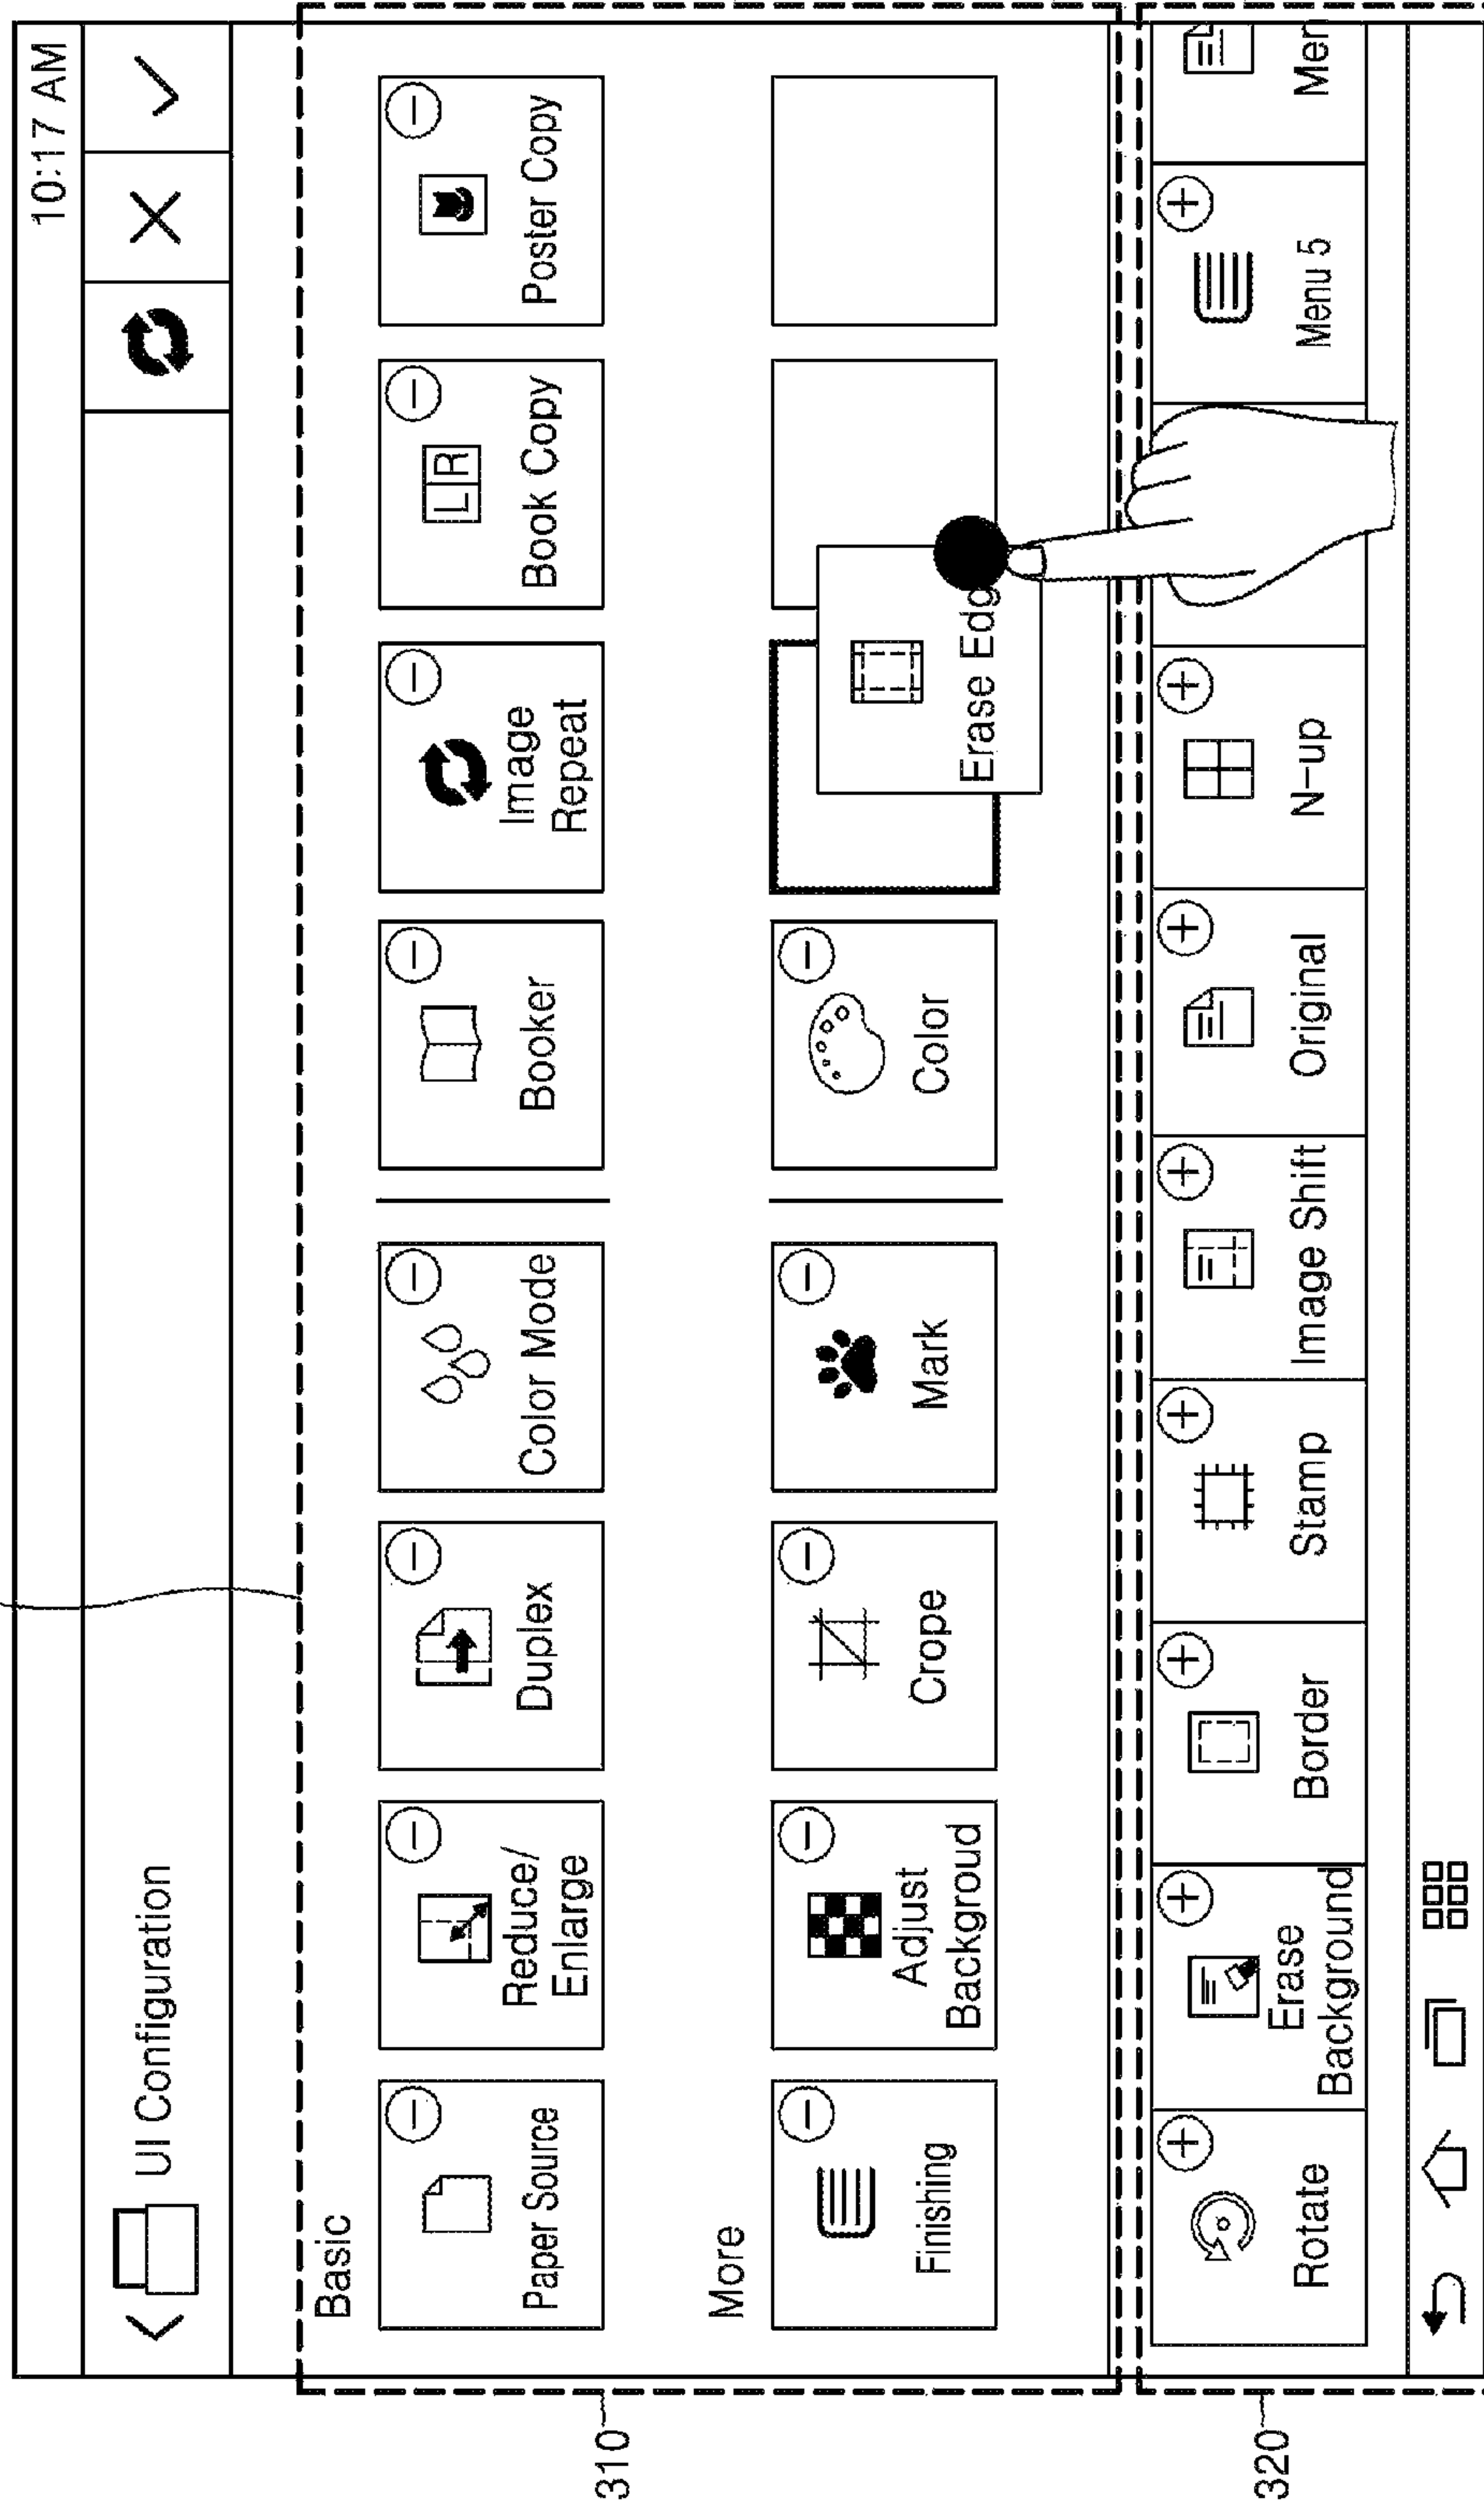 10:17 AM
UI Configuration
Basic
Paper Source
Reduce/
Enlarge
Duplex
Color Mode
Booker
Image
Repeat
L R
Book Copy
Poster Copy
More
Finishing
Adjust
Backgroud
Crope
Mark
Color
Erase Edg
310
Rotate
Erase
Background
Border
Stamp
Image Shift
Original
N-up
Menu 5
Men
320